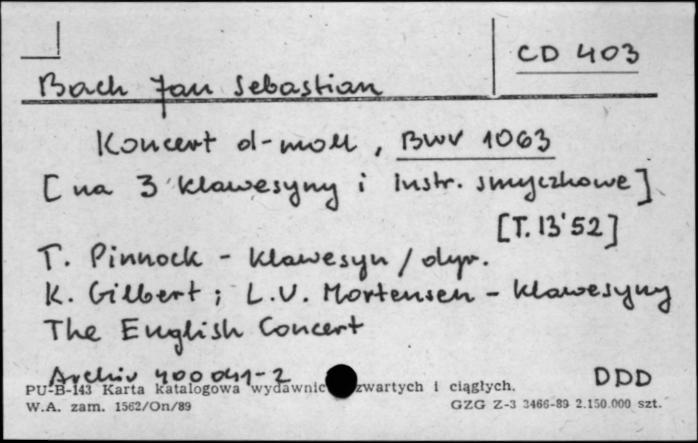 CD 403
Bach Jan Sebastian
Koncert d-moll, BWV 1063
[na 3 klawesyny i instr. smyczkowe]
[T. 13'52]
T. Pinnock - klawesyn / dyr.
K. Gilbert ; L.U. Mortensen - klawesyny
The English Concert
Archiv 400 041-2 DDD
PU-B-143 Karta katalogowa wydawnic zwartych i ciągłych.
W.A. zam. 1562/On/89 GZG Z-3 3466-89 2.150.000 szt.